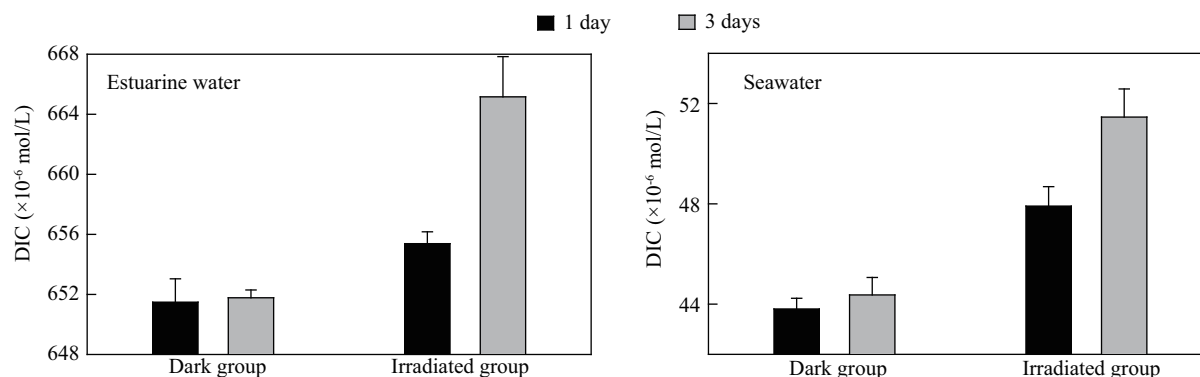 1 day
3 days
Estuarine water
DIC (×10⁻⁶ mol/L)
668
664
660
656
652
648
Dark group
Irradiated group
Seawater
DIC (×10⁻⁶ mol/L)
52
48
44
Dark group
Irradiated group